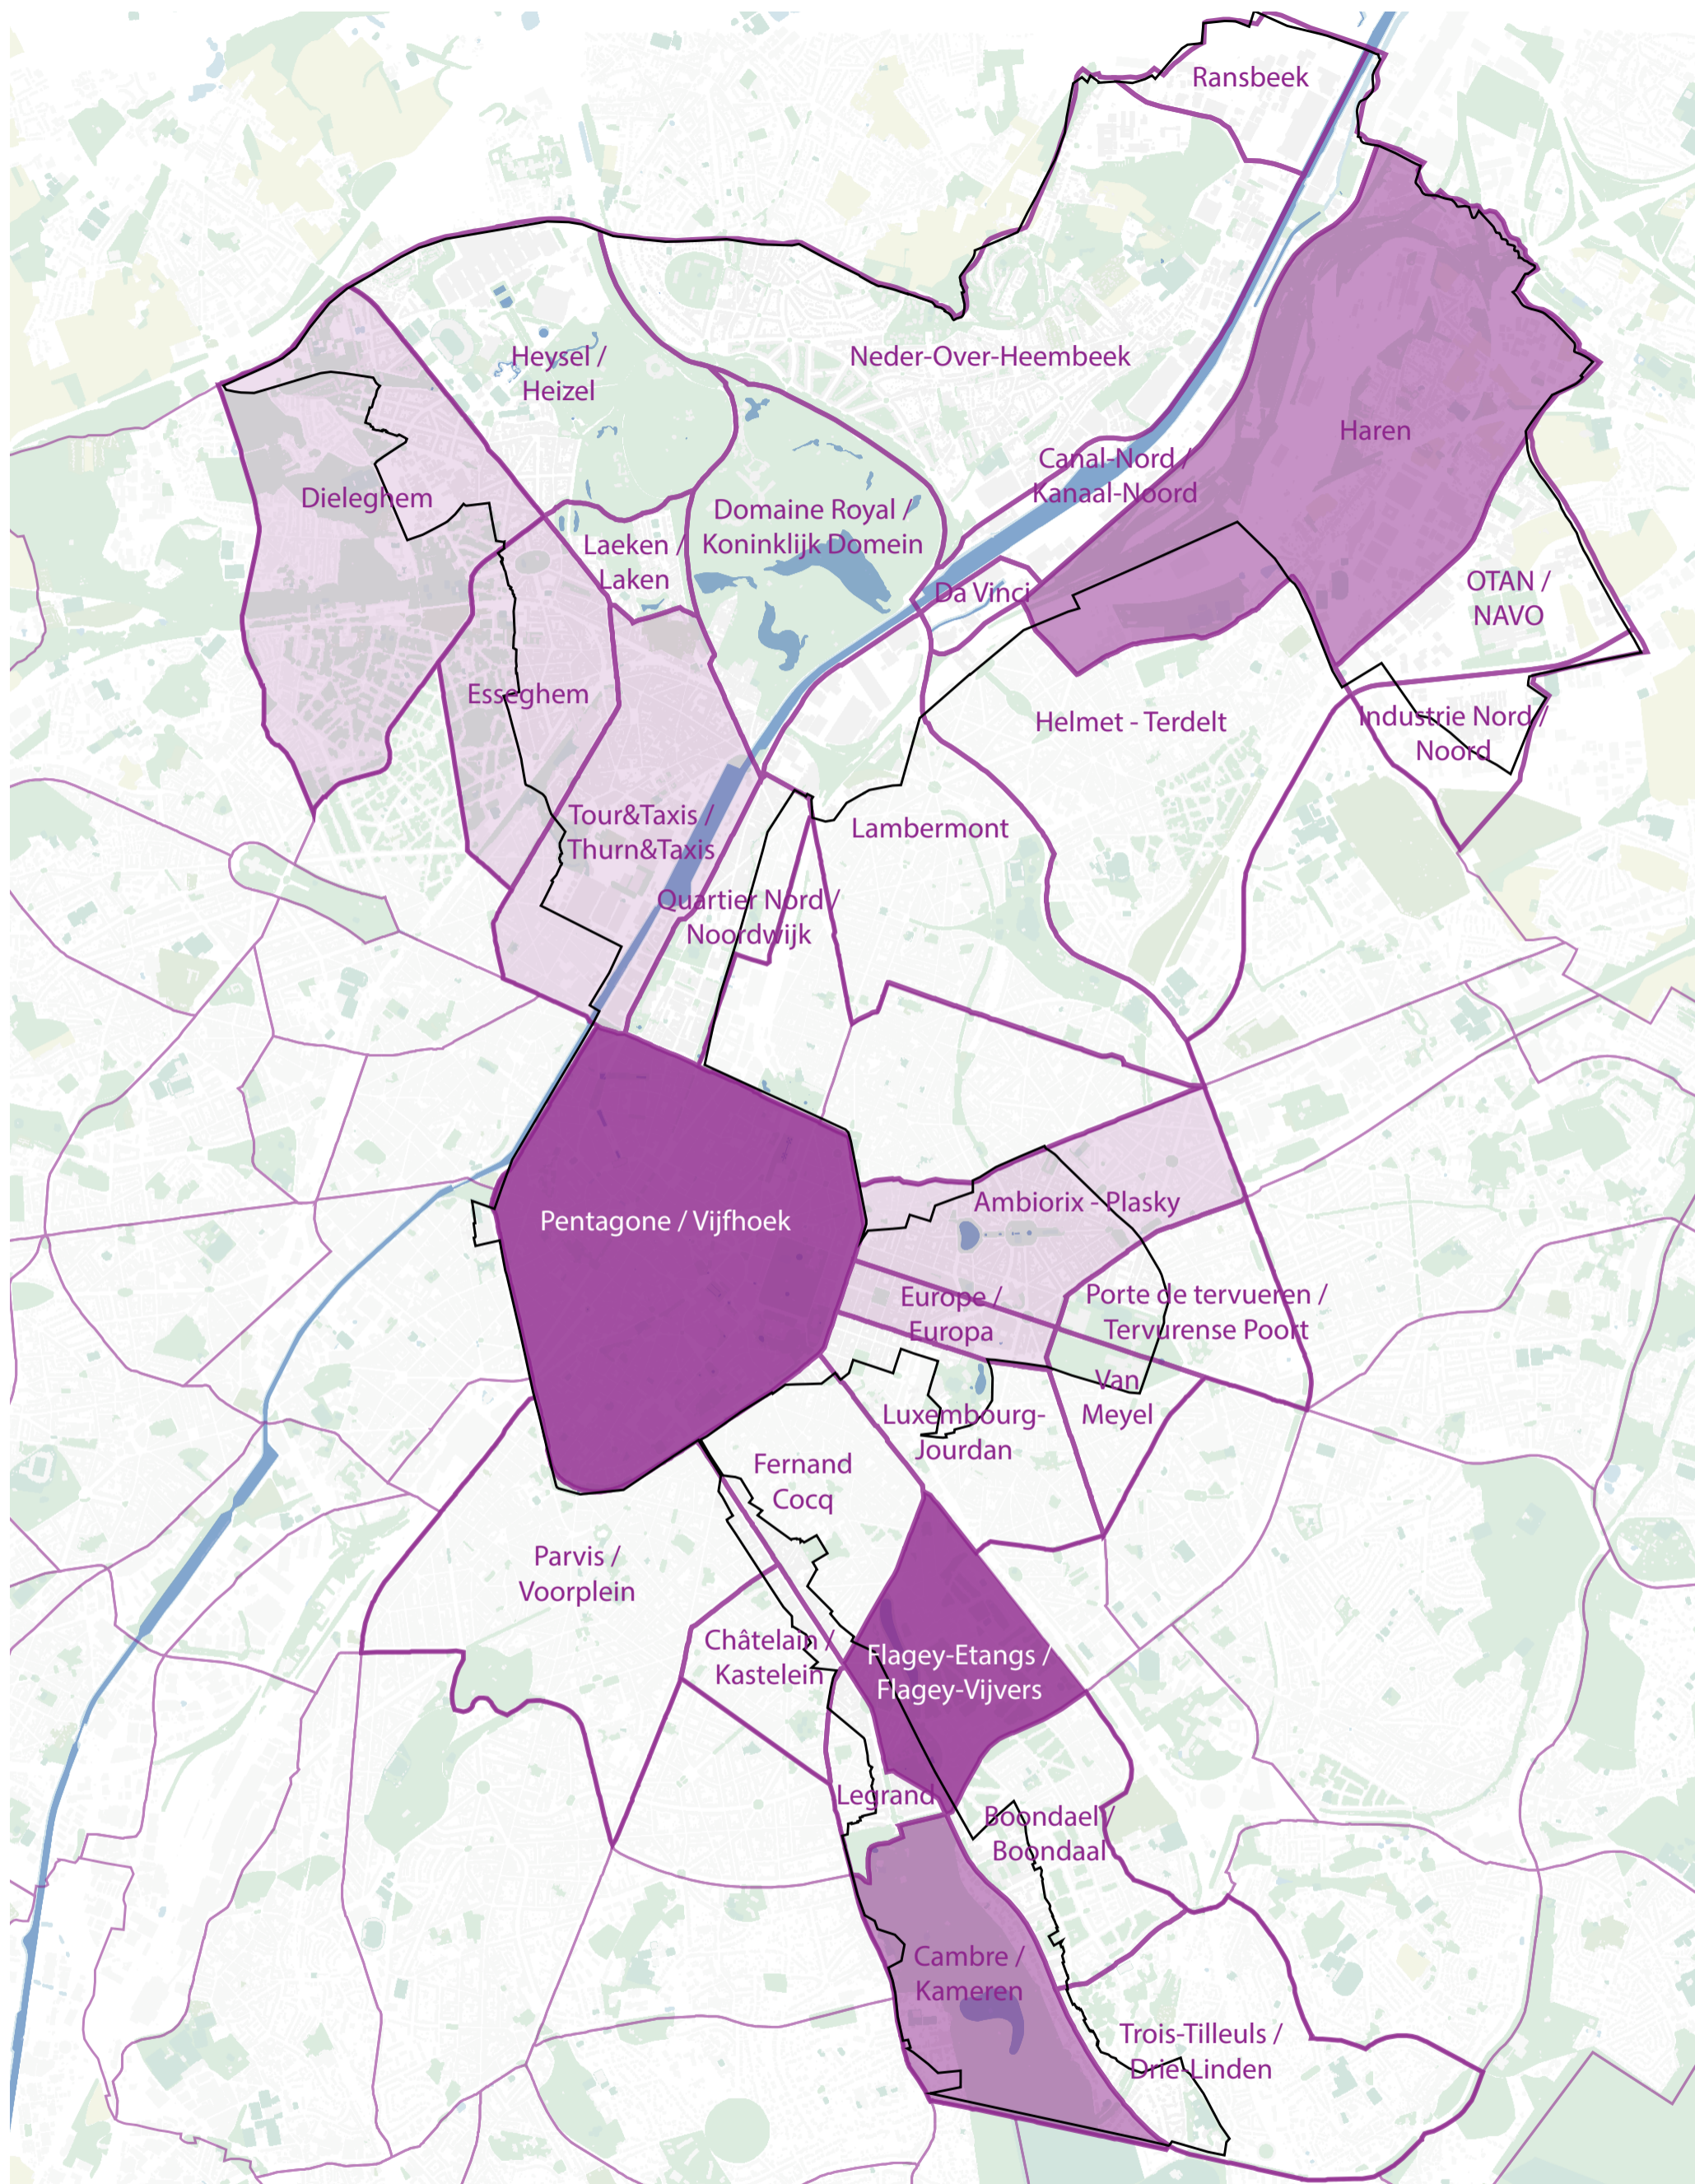 Ransbeek
Heysel /
Heizel
Neder-Over-Heembeek
Haren
Canal-Nord /
Kanaal-Noord
Dieleghem
Domaine Royal /
Koninklijk Domein
Laeken /
Laken
Da Vinci
OTAN /
NAVO
Esseghem
Helmet - Terdelt
Industrie Nord /
Noord
Tour&Taxis /
Thurn&Taxis
Lambermont
Quartier Nord /
Noordwijk
Ambiorix - Plasky
Pentagone / Vijfhoek
Europe /
Europa
Porte de tervueren /
Tervurense Poort
Van
Meyel
Luxembourg-
Jourdan
Fernand
Cocq
Parvis /
Voorplein
Châtelain /
Kastelein
Flagey-Etangs /
Flagey-Vijvers
Legrand
Boondael /
Boondaal
Cambre /
Kameren
Trois-Tilleuls /
Drie-Linden